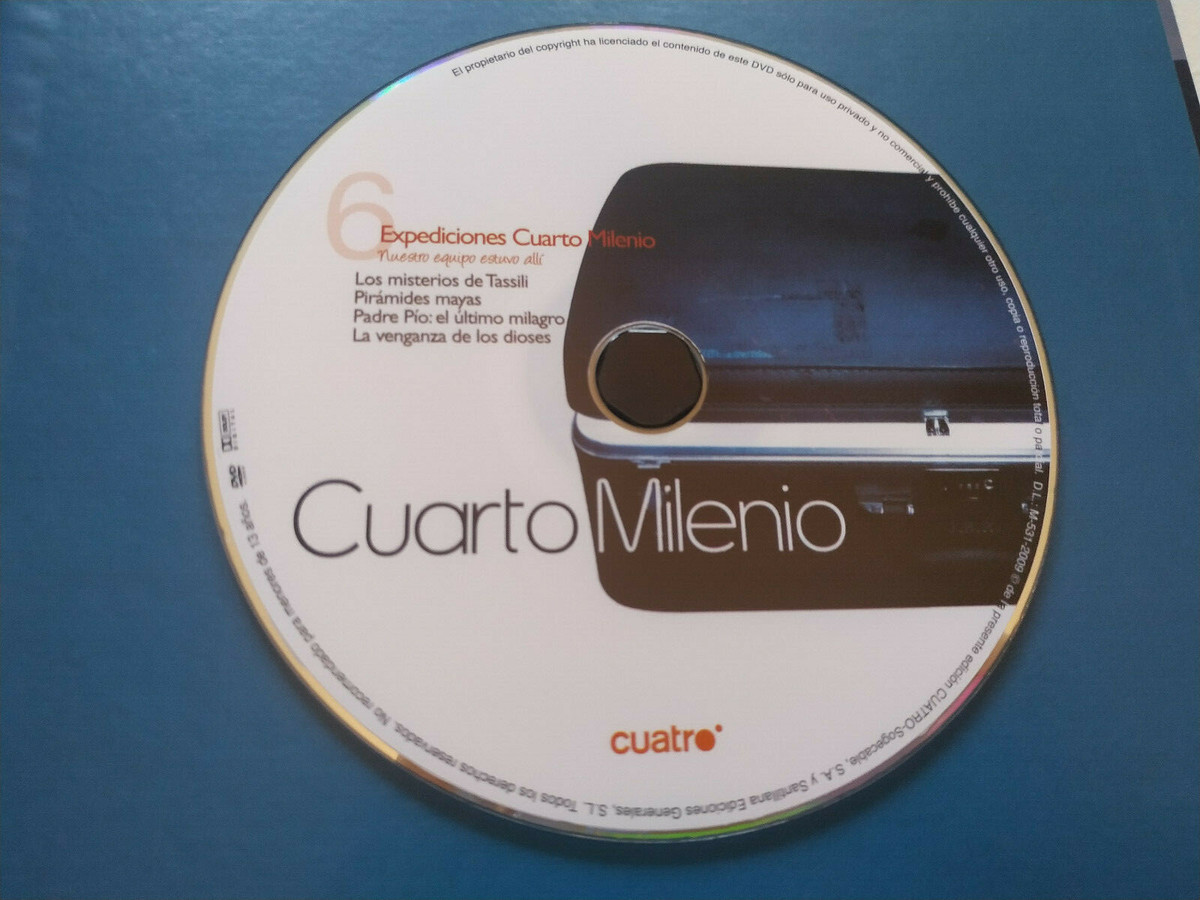 El propietario del copyright ha licenciado el contenido de este DVD sólo para uso privado y no comercial y prohíbe cualquier otro uso, copia o reproducción total o parcial. D.L.: M-531-2009 © de la presente edición CUATRO-Sogecable, S.A. y Santillana Ediciones Generales, S.L. Todos los derechos reservados. No recomendado para menores de 13 años.
6
Expediciones Cuarto Milenio
Nuestro equipo estuvo allí
Los misterios de Tassili
Pirámides mayas
Padre Pío: el último milagro
La venganza de los dioses
DOLBY
DIGITAL
DVD
Cuarto Milenio
cuatro